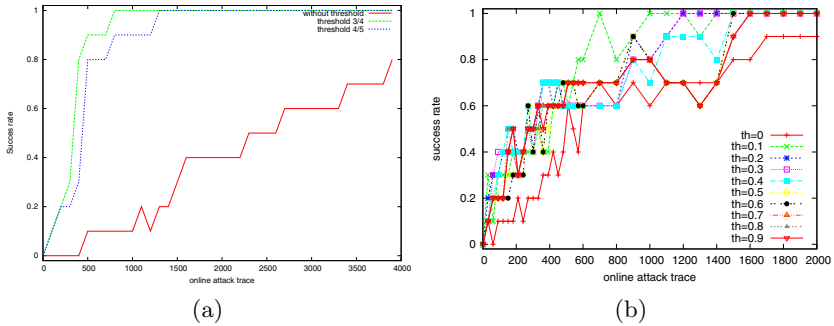 without threshold
threshold 3/4
threshold 4/5
Succes rate
1
0.8
0.6
0.4
0.2
0
0 500 1000 1500 2000 2500 3000 3500 4000
online attack trace
(a)
success rate
1
0.8
0.6
0.4
0.2
0
th=0
th=0.1
th=0.2
th=0.3
th=0.4
th=0.5
th=0.6
th=0.7
th=0.8
th=0.9
0 200 400 600 800 1000 1200 1400 1600 1800 2000
online attack trace
(b)